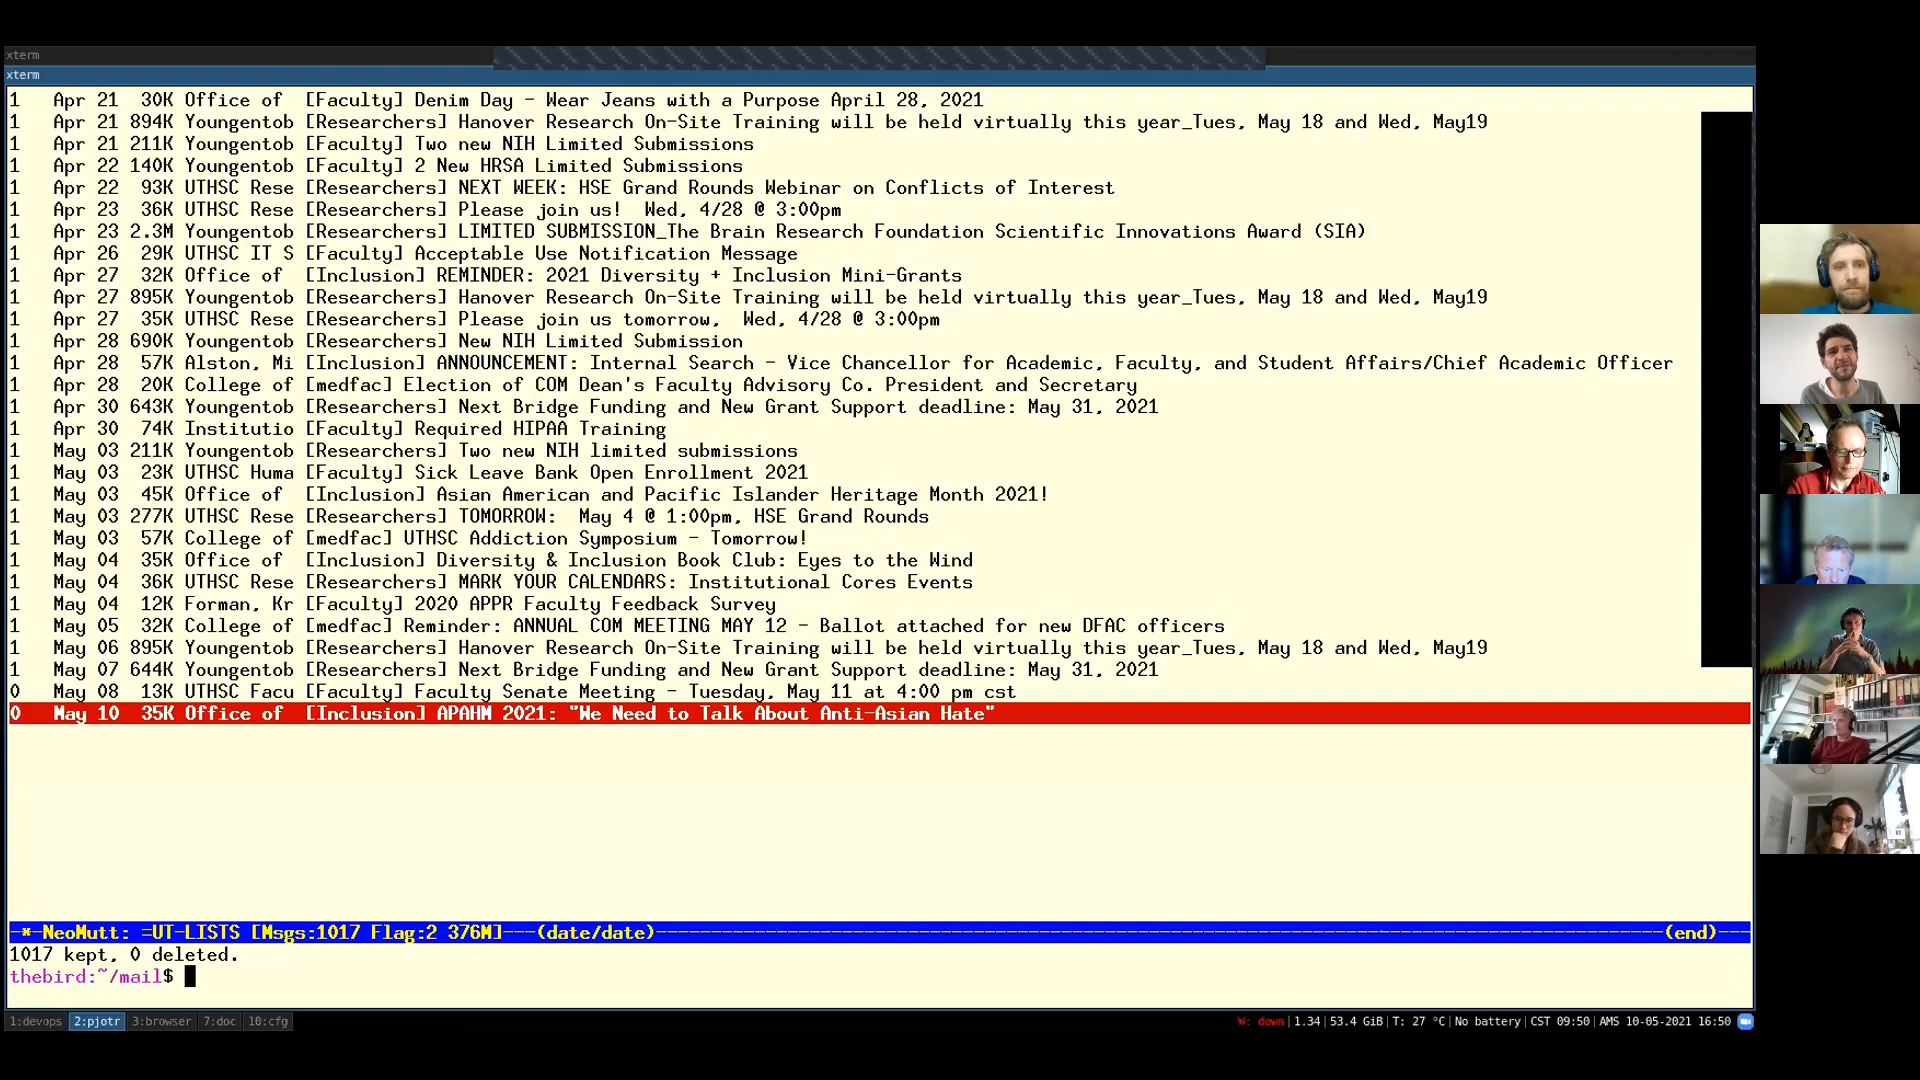 xterm
xterm
1   Apr 21  30K Office of  [Faculty] Denim Day - Wear Jeans with a Purpose April 28, 2021
1   Apr 21 894K Youngentob [Researchers] Hanover Research On-Site Training will be held virtually this year_Tues, May 18 and Wed, May19
1   Apr 21 211K Youngentob [Faculty] Two new NIH Limited Submissions
1   Apr 22 140K Youngentob [Faculty] 2 New HRSA Limited Submissions
1   Apr 22  93K UTHSC Rese [Researchers] NEXT WEEK: HSE Grand Rounds Webinar on Conflicts of Interest
1   Apr 23  36K UTHSC Rese [Researchers] Please join us!  Wed, 4/28 @ 3:00pm
1   Apr 23 2.3M Youngentob [Researchers] LIMITED SUBMISSION_The Brain Research Foundation Scientific Innovations Award (SIA)
1   Apr 26  29K UTHSC IT S [Faculty] Acceptable Use Notification Message
1   Apr 27  32K Office of  [Inclusion] REMINDER: 2021 Diversity + Inclusion Mini-Grants
1   Apr 27 895K Youngentob [Researchers] Hanover Research On-Site Training will be held virtually this year_Tues, May 18 and Wed, May19
1   Apr 27  35K UTHSC Rese [Researchers] Please join us tomorrow,  Wed, 4/28 @ 3:00pm
1   Apr 28 690K Youngentob [Researchers] New NIH Limited Submission
1   Apr 28  57K Alston, Mi [Inclusion] ANNOUNCEMENT: Internal Search - Vice Chancellor for Academic, Faculty, and Student Affairs/Chief Academic Officer
1   Apr 28  20K College of [medfac] Election of COM Dean's Faculty Advisory Co. President and Secretary
1   Apr 30 643K Youngentob [Researchers] Next Bridge Funding and New Grant Support deadline: May 31, 2021
1   Apr 30  74K Institutio [Faculty] Required HIPAA Training
1   May 03 211K Youngentob [Researchers] Two new NIH limited submissions
1   May 03  23K UTHSC Huma [Faculty] Sick Leave Bank Open Enrollment 2021
1   May 03  45K Office of  [Inclusion] Asian American and Pacific Islander Heritage Month 2021!
1   May 03 277K UTHSC Rese [Researchers] TOMORROW:  May 4 @ 1:00pm, HSE Grand Rounds
1   May 03  57K College of [medfac] UTHSC Addiction Symposium - Tomorrow!
1   May 04  35K Office of  [Inclusion] Diversity & Inclusion Book Club: Eyes to the Wind
1   May 04  36K UTHSC Rese [Researchers] MARK YOUR CALENDARS: Institutional Cores Events
1   May 04  12K Forman, Kr [Faculty] 2020 APPR Faculty Feedback Survey
1   May 05  32K College of [medfac] Reminder: ANNUAL COM MEETING MAY 12 - Ballot attached for new DFAC officers
1   May 06 895K Youngentob [Researchers] Hanover Research On-Site Training will be held virtually this year_Tues, May 18 and Wed, May19
1   May 07 644K Youngentob [Researchers] Next Bridge Funding and New Grant Support deadline: May 31, 2021
0   May 08  13K UTHSC Facu [Faculty] Faculty Senate Meeting - Tuesday, May 11 at 4:00 pm cst
0   May 10  35K Office of  [Inclusion] APAHM 2021: "We Need to Talk About Anti-Asian Hate"
-*-NeoMutt: =UT-LISTS [Msgs:1017 Flag:2 376M]---(date/date)---(end)---
1017 kept, 0 deleted.
thebird:~/mail$
1:devops 2:pjotr 3:browser 7:doc 10:cfg W: down|1.34|53.4 GiB|T: 27 °C|No battery|CST 09:50|AMS 10-05-2021 16:50